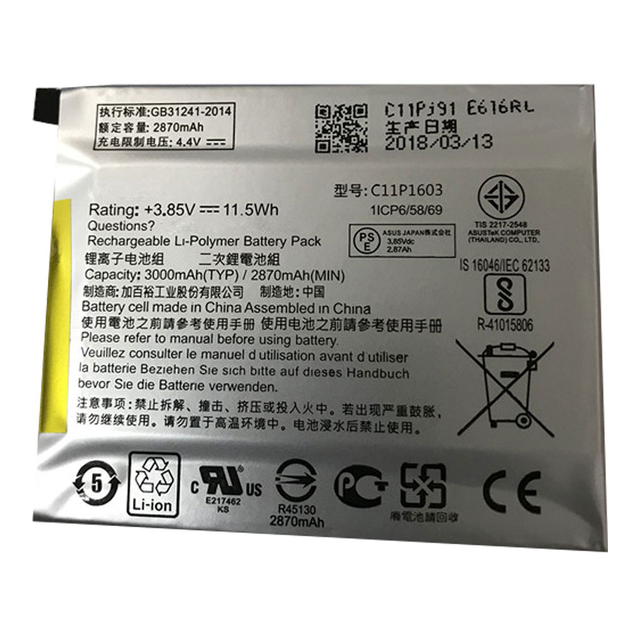 执行标准:GB31241-2014
额定容量: 2870mAh
充电限制电压: 4.4V⎓
C11Pj91 E616RL
生产日期
2018/03/13
型号: C11P1603
1ICP6/58/69
Rating: +3.85V⎓11.5Wh
Questions?
Rechargeable Li-Polymer Battery Pack
锂离子电池组 二次鋰電池組
Capacity: 3000mAh(TYP) / 2870mAh(MIN)
制造商: 加百裕工业股份有限公司 制造地: 中国
Battery cell made in China Assembled in China
使用電池之前請參考使用手冊 使用电池之前请参考使用手册
Please refer to manual before using battery.
Veuillez consulter le manuel d utilisation avant d utiliser
la batterie Beziehen Sie sich auf dieses Handbuch
bevor Sie die Batterie verwenden.
注意事项: 禁止拆解、撞击、挤压或投入火中。若出现严重鼓胀,
请勿继续使用。请勿置于高温环境中。电池浸水后禁止使用!
PS
E
ASUS JAPAN株式会社
3.85Vdc
2.87Ah
TIS 2217-2548
ASUSTeK COMPUTER
(THAILAND) CO., LTD.
IS 16046/IEC 62133
R-41015806
5
Li-ion
c RU US
E217462
KS
R45130
2870mAh
廢電池請回收
CE